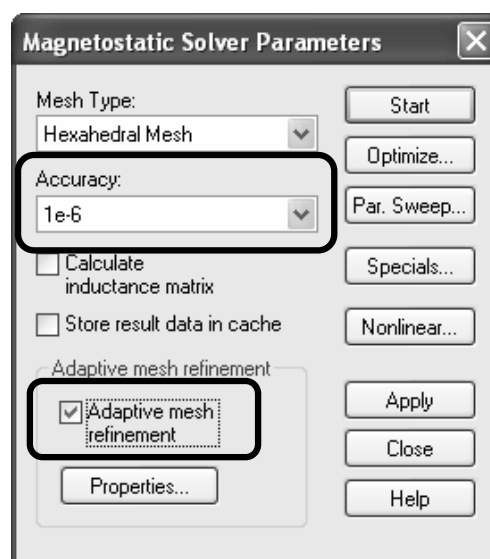 Magnetostatic Solver Parameters
Mesh Type:
Hexahedral Mesh
Accuracy:
1e-6
Calculate
inductance matrix
Store result data in cache
Adaptive mesh refinement
Adaptive mesh
refinement
Properties...
Start
Optimize...
Par. Sweep...
Specials...
Nonlinear...
Apply
Close
Help